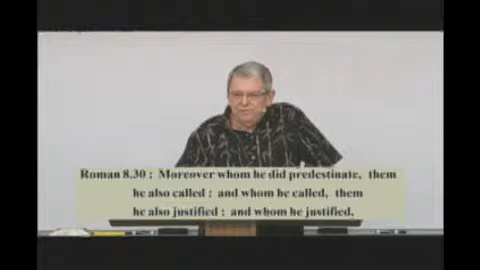 Roman 8.30 : Moreover whom he did predestinate, them
he also called : and whom he called, them
he also justified : and whom he justified,